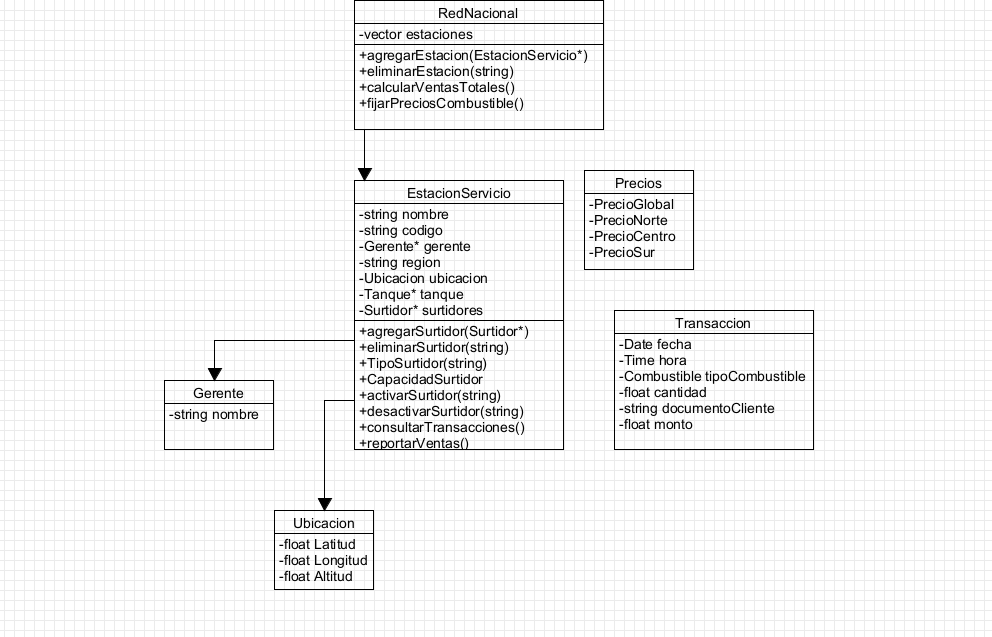 RedNacional
-vector estaciones
+agregarEstacion(EstacionServicio*)
+eliminarEstacion(string)
+calcularVentasTotales()
+fijarPreciosCombustible()
EstacionServicio
-string nombre
-string codigo
-Gerente* gerente
-string region
-Ubicacion ubicacion
-Tanque* tanque
-Surtidor* surtidores
+agregarSurtidor(Surtidor*)
+eliminarSurtidor(string)
+TipoSurtidor(string)
+CapacidadSurtidor
+activarSurtidor(string)
+desactivarSurtidor(string)
+consultarTransacciones()
+reportarVentas()
Precios
-PrecioGlobal
-PrecioNorte
-PrecioCentro
-PrecioSur
Transaccion
-Date fecha
-Time hora
-Combustible tipoCombustible
-float cantidad
-string documentoCliente
-float monto
Gerente
-string nombre
Ubicacion
-float Latitud
-float Longitud
-float Altitud